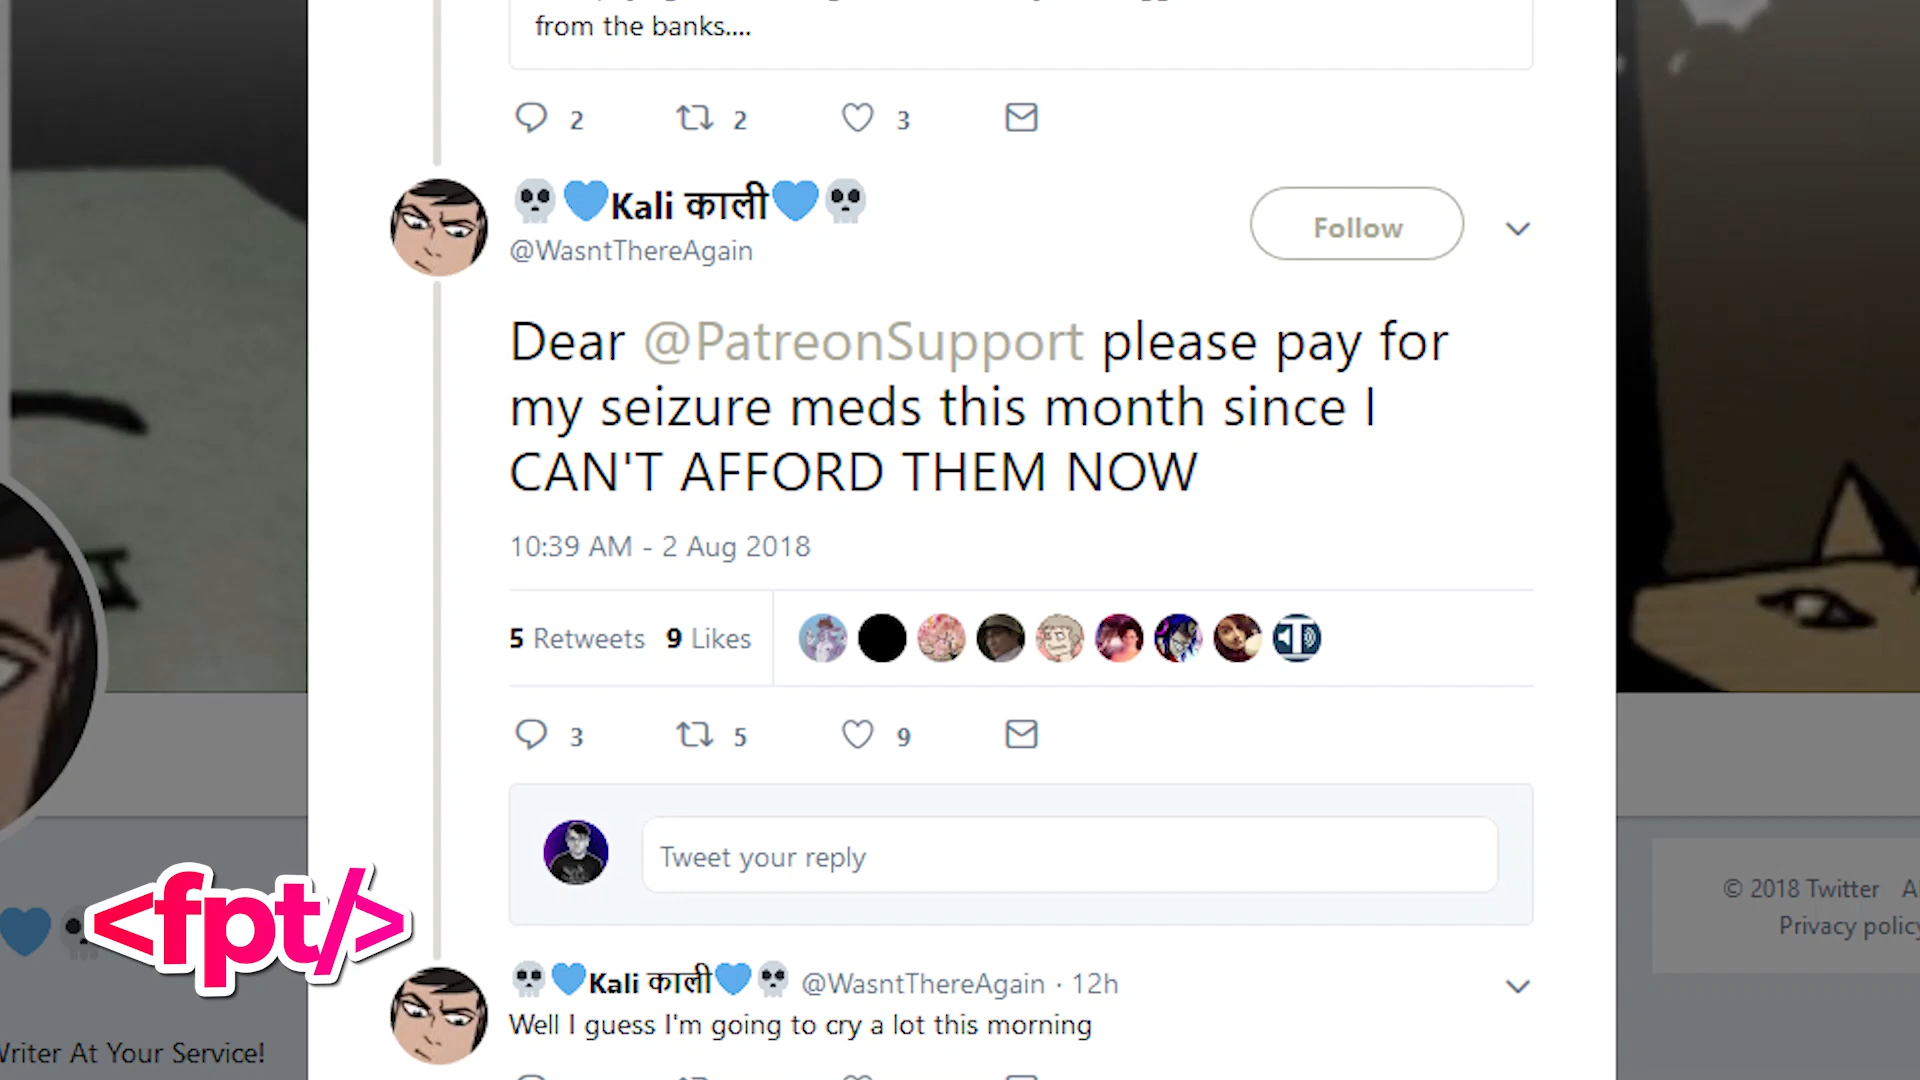 from the banks....
2 2 3
Kali काली
@WasntThereAgain
Follow
Dear @PatreonSupport please pay for
my seizure meds this month since I
CAN'T AFFORD THEM NOW
10:39 AM - 2 Aug 2018
5 Retweets 9 Likes
3 5 9
Tweet your reply
© 2018 Twitter
Privacy policy
<fpt/>
Kali काली @WasntThereAgain · 12h
Well I guess I'm going to cry a lot this morning
Writer At Your Service!